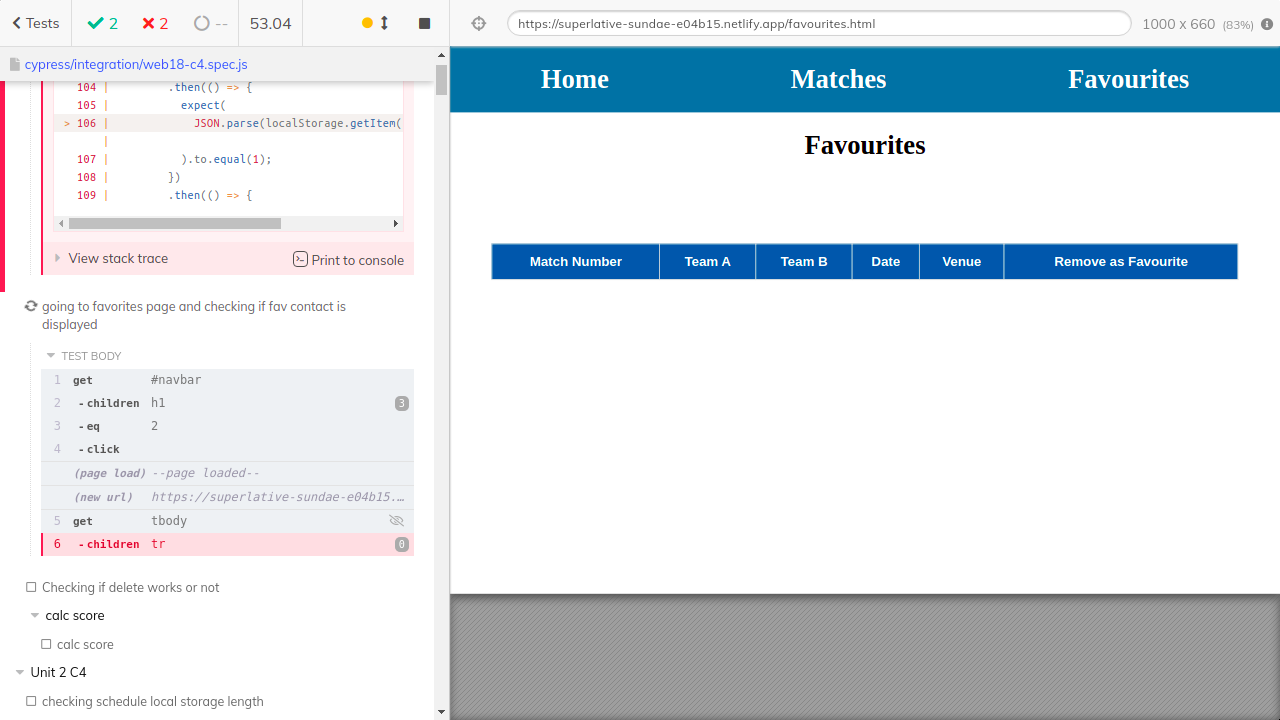 Tests
2
2
--
53.04
https://superlative-sundae-e04b15.netlify.app/favourites.html
1000 x 660 (83%)
cypress/integration/web18-c4.spec.js
104 | .then(() => {
105 | expect(
> 106 | JSON.parse(localStorage.getItem(
|
107 | ).to.equal(1);
108 | })
109 | .then(() => {
View stack trace
Print to console
going to favorites page and checking if fav contact is
displayed
TEST BODY
1 get #navbar
2 -children h1 3
3 -eq 2
4 -click
(page load) --page loaded--
(new url) https://superlative-sundae-e04b15.…
5 get tbody
6 -children tr 0
Checking if delete works or not
calc score
calc score
Unit 2 C4
checking schedule local storage length
Home Matches Favourites
Favourites
Match Number Team A Team B Date Venue Remove as Favourite